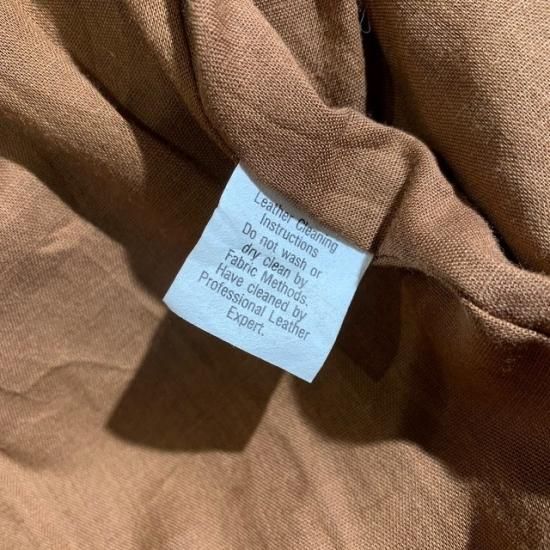 Leather Cleaning
Instructions
Do not wash or
dry clean by
Fabric Methods.
Have cleaned by
Professional Leather
Expert.